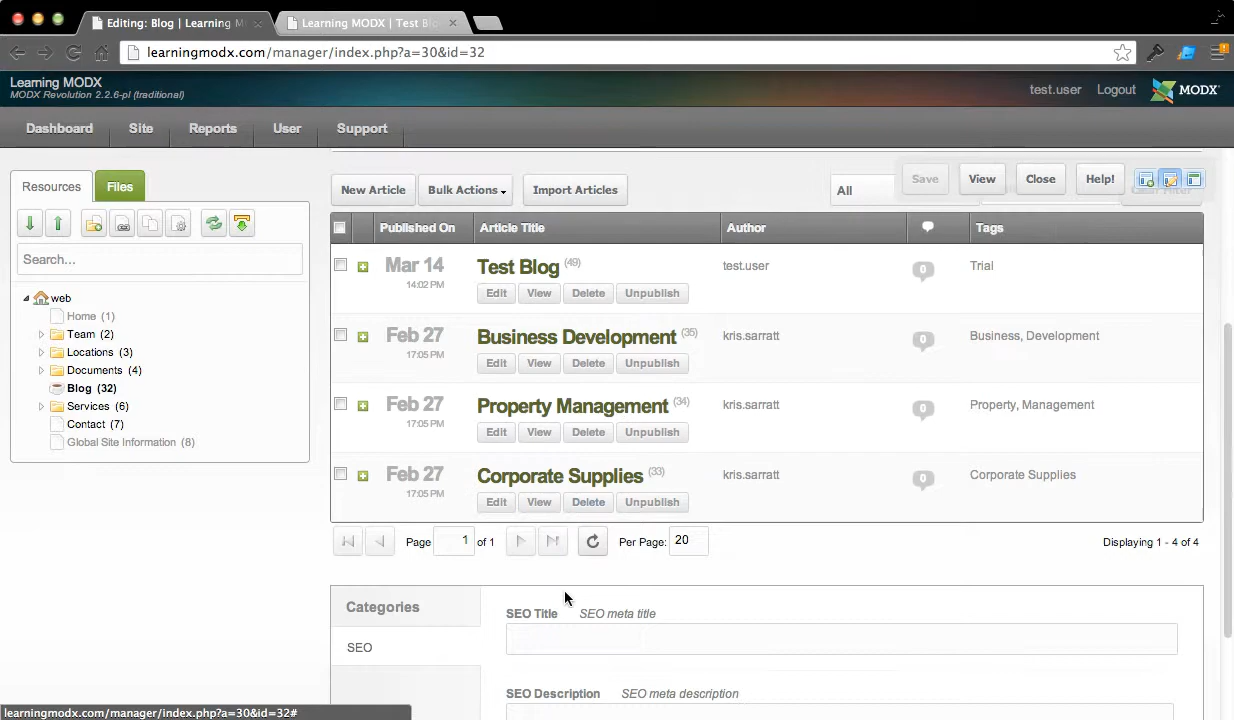 Editing: Blog | Learning M
Learning MODX | Test Blo
learningmodx.com/manager/index.php?a=30&id=32
Learning MODX
MODX Revolution 2.2.6-pl (traditional)
test.user
Logout
MODX
Dashboard
Site
Reports
User
Support
Resources
Files
Search...
web
Home (1)
Team (2)
Locations (3)
Documents (4)
Blog (32)
Services (6)
Contact (7)
Global Site Information (8)
New Article
Bulk Actions
Import Articles
All
Save
View
Close
Help!
Published On
Article Title
Author
Tags
Mar 14
14:02 PM
Test Blog (49)
Edit View Delete Unpublish
test.user
0
Trial
Feb 27
17:05 PM
Business Development (35)
Edit View Delete Unpublish
kris.sarratt
0
Business, Development
Feb 27
17:05 PM
Property Management (34)
Edit View Delete Unpublish
kris.sarratt
0
Property, Management
Feb 27
17:05 PM
Corporate Supplies (33)
Edit View Delete Unpublish
kris.sarratt
0
Corporate Supplies
Page 1 of 1
Per Page: 20
Displaying 1 - 4 of 4
Categories
SEO
SEO Title SEO meta title
SEO Description SEO meta description
learningmodx.com/manager/index.php?a=30&id=32#